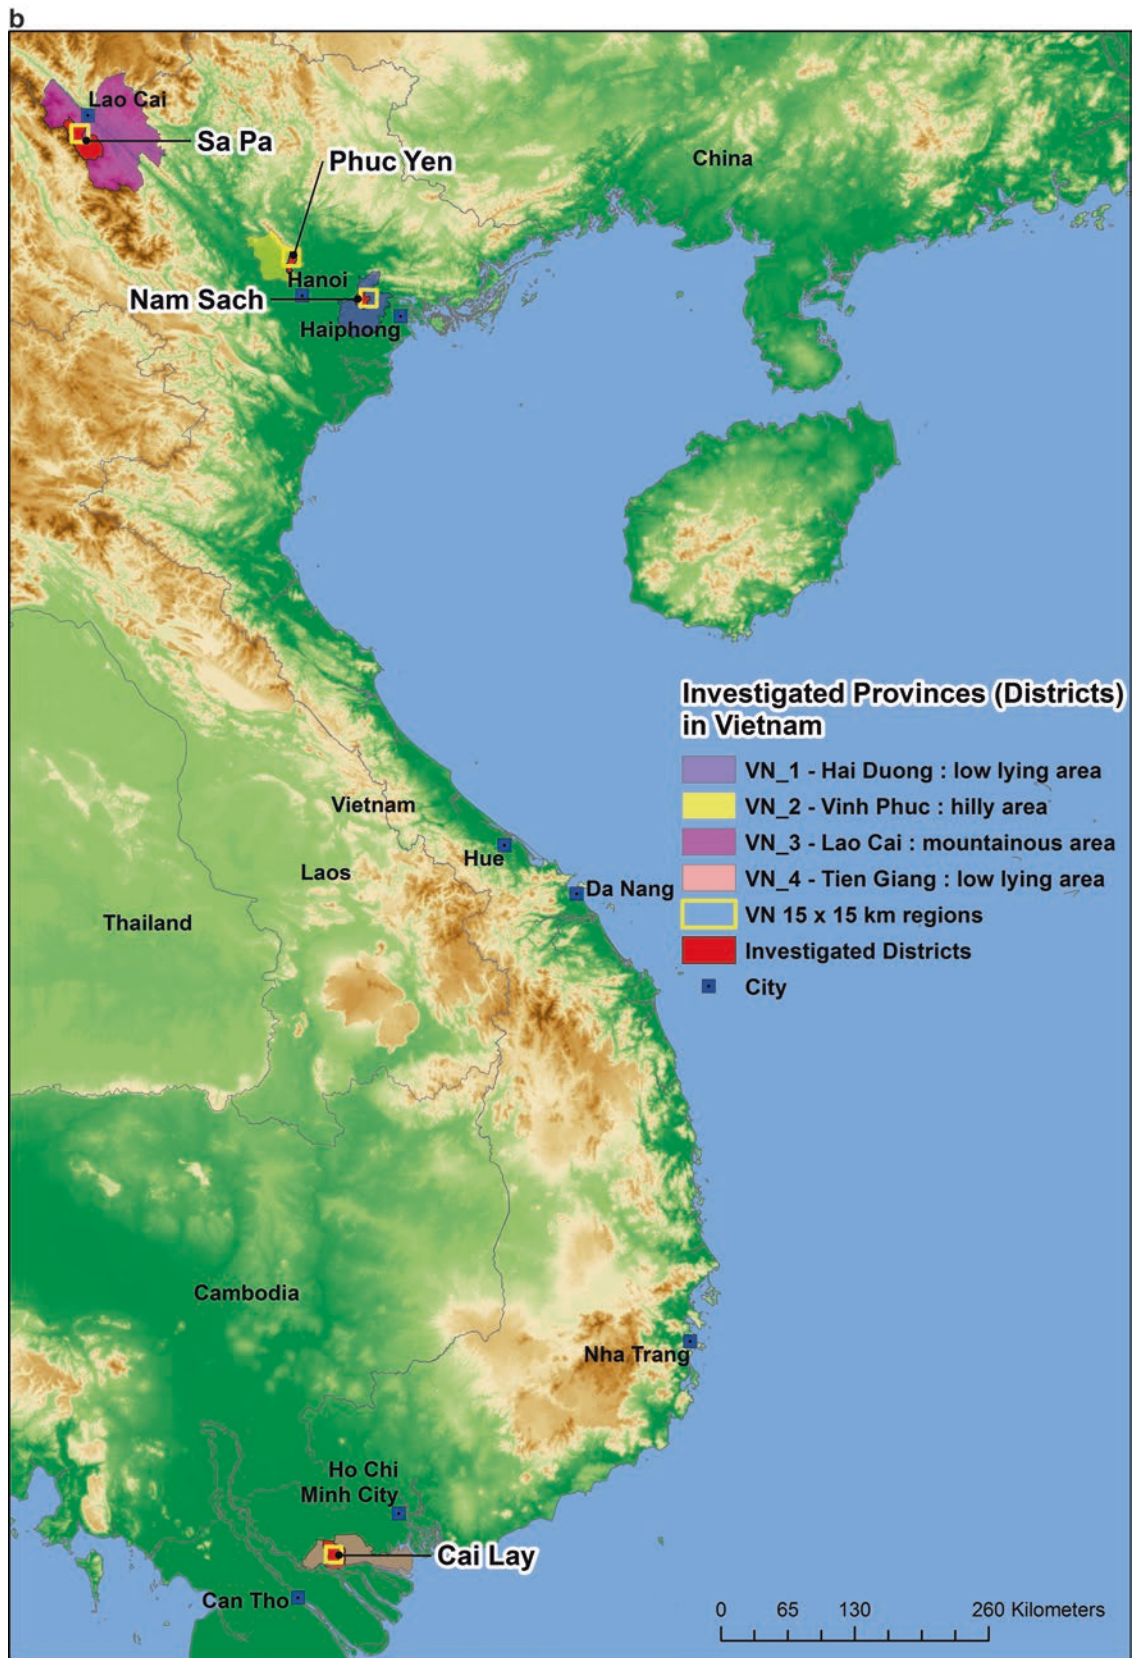 b
Lao Cai
Sa Pa
Phuc Yen
China
Hanoi
Nam Sach
Haiphong
Investigated Provinces (Districts)
in Vietnam
VN_1 - Hai Duong : low lying area
VN_2 - Vinh Phuc : hilly area
VN_3 - Lao Cai : mountainous area
VN_4 - Tien Giang : low lying area
VN 15 x 15 km regions
Investigated Districts
City
Vietnam
Hue
Laos
Da Nang
Thailand
Cambodia
Nha Trang
Ho Chi
Minh City
Cai Lay
Can Tho
0 65 130 260 Kilometers